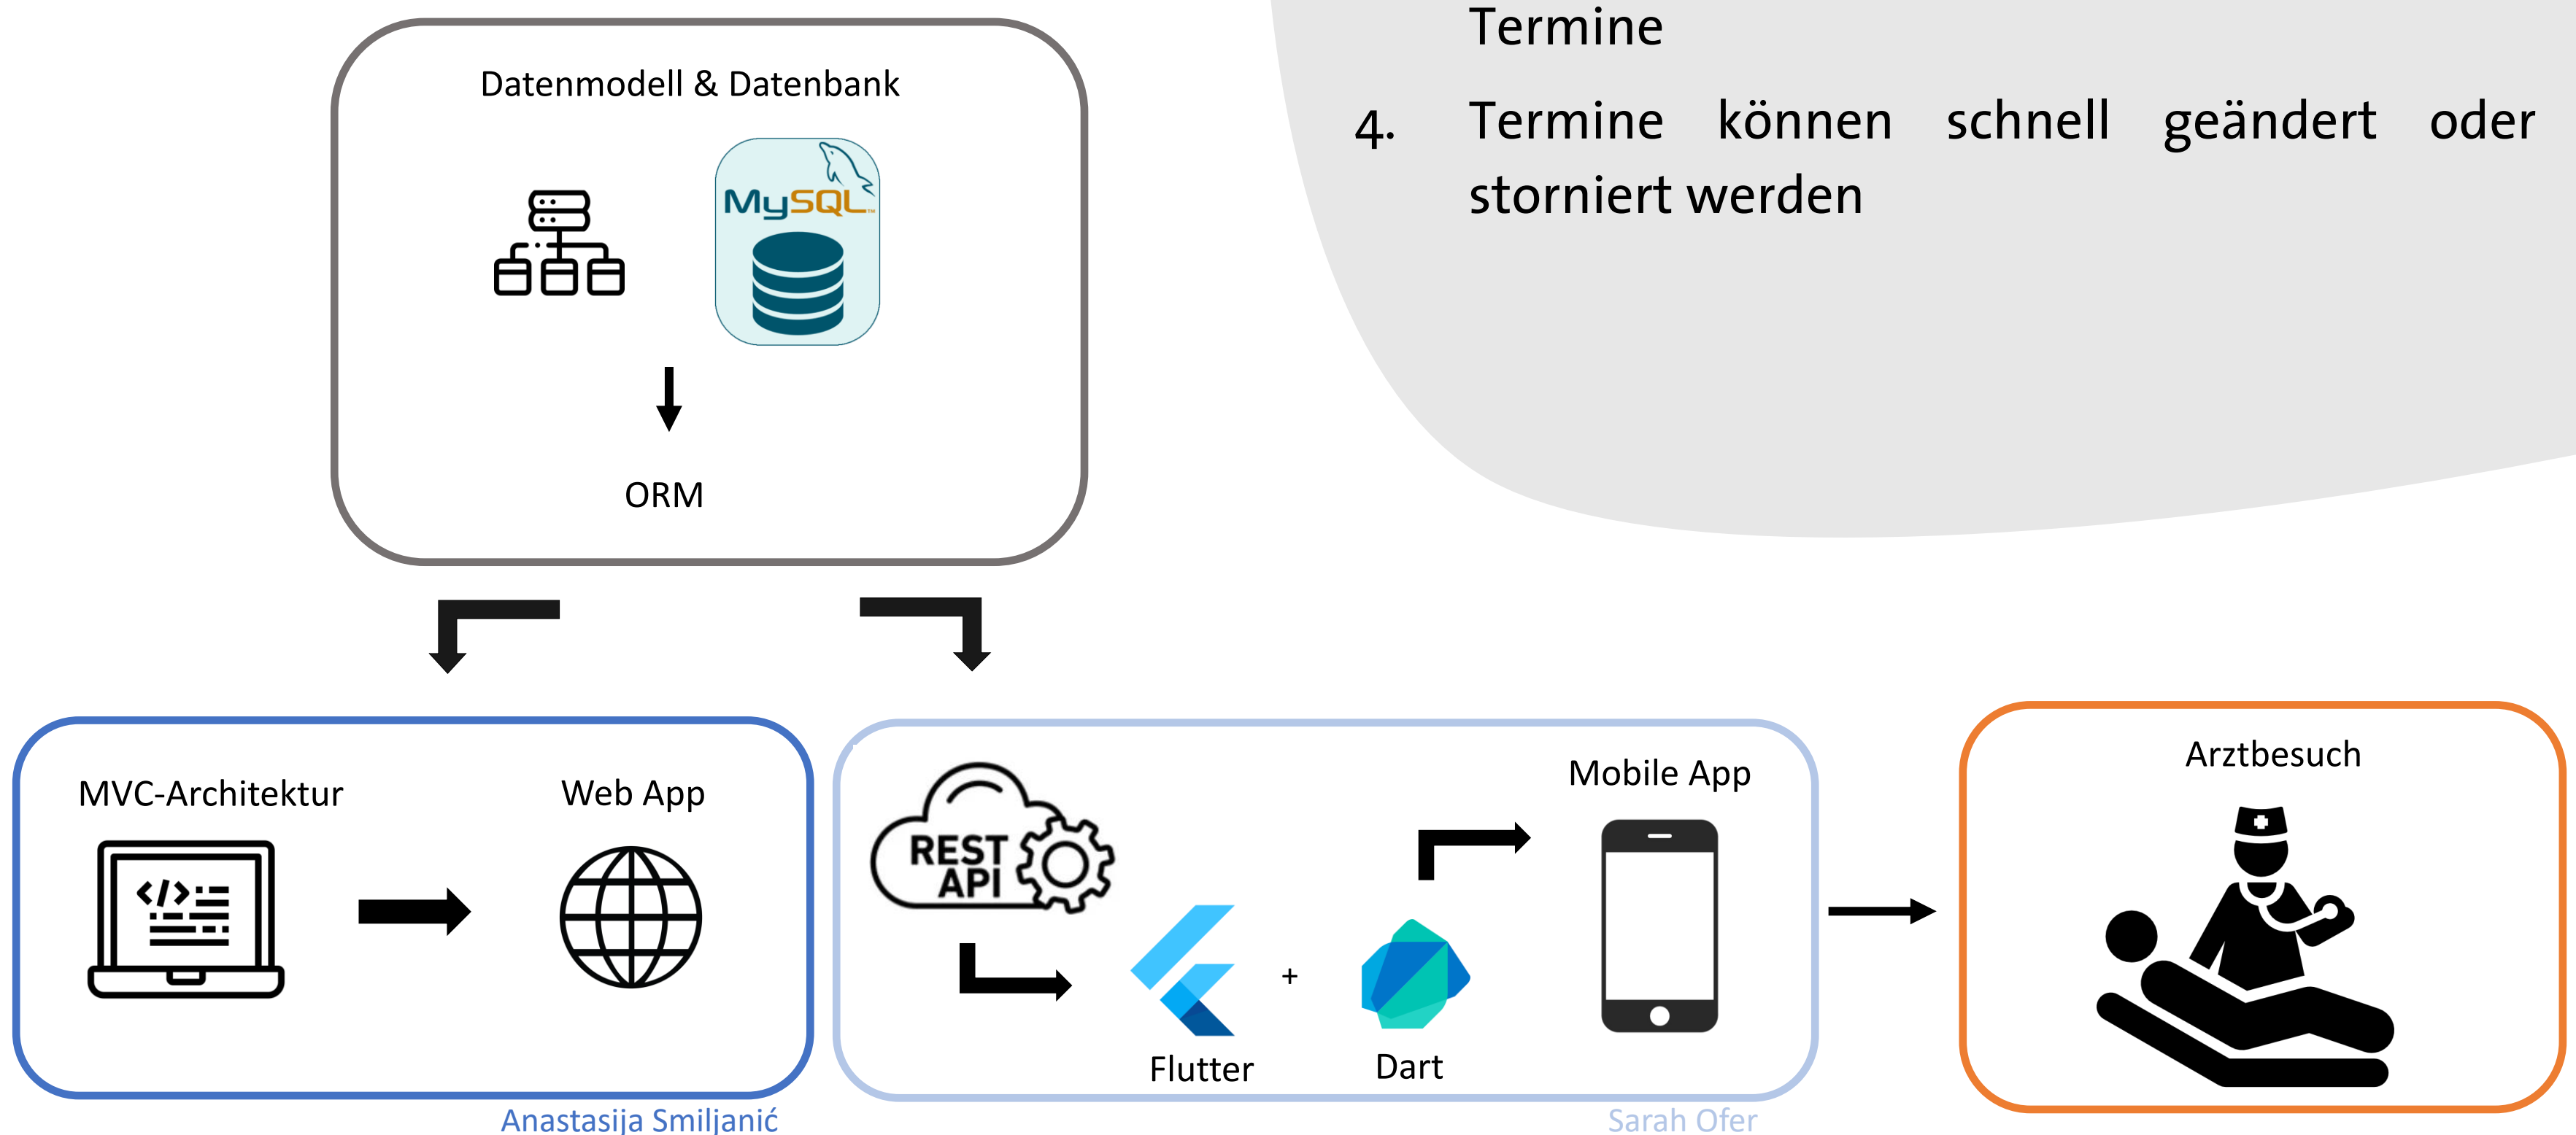 Termine
4. Termine können schnell geändert oder
storniert werden
Datenmodell & Datenbank
MySQL™
ORM
MVC-Architektur
Web App
REST
API
Mobile App
+
Flutter
Dart
Arztbesuch
Anastasija Smiljanić
Sarah Ofer